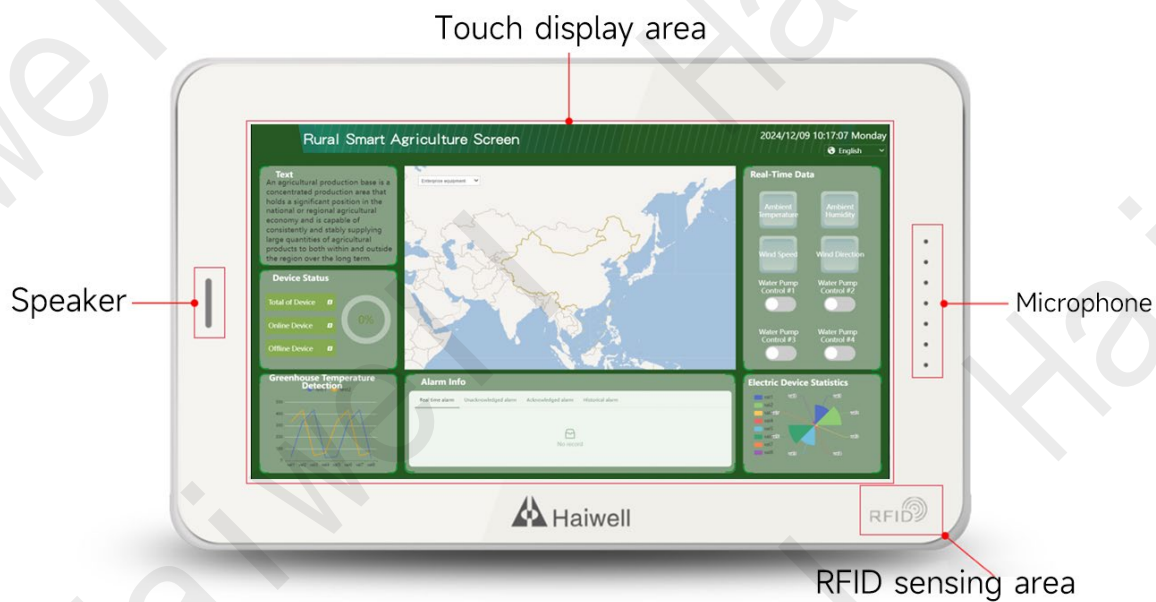 Touch display area
Rural Smart Agriculture Screen
2024/12/09 10:17:07 Monday
English
Text
An agricultural production base is a
concentrated production area that
holds a significant position in the
national or regional agricultural
economy and is capable of
consistently and stably supplying
large quantities of agricultural
products to both within and outside
the region over the long term.
Enterprise equipment
Real-Time Data
Ambient
Temperature
Ambient
Humidity
Wind Speed
Wind Direction
Water Pump
Control #1
Water Pump
Control #2
Water Pump
Control #3
Water Pump
Control #4
Device Status
Total of Device
Online Device
Offline Device
0%
Speaker
Microphone
Greenhouse Temperature
Detection
Alarm Info
Real time alarm Unacknowledged alarm Acknowledged alarm Historical alarm
No record
Electric Device Statistics
Haiwell
RFID
RFID sensing area
Haiwell